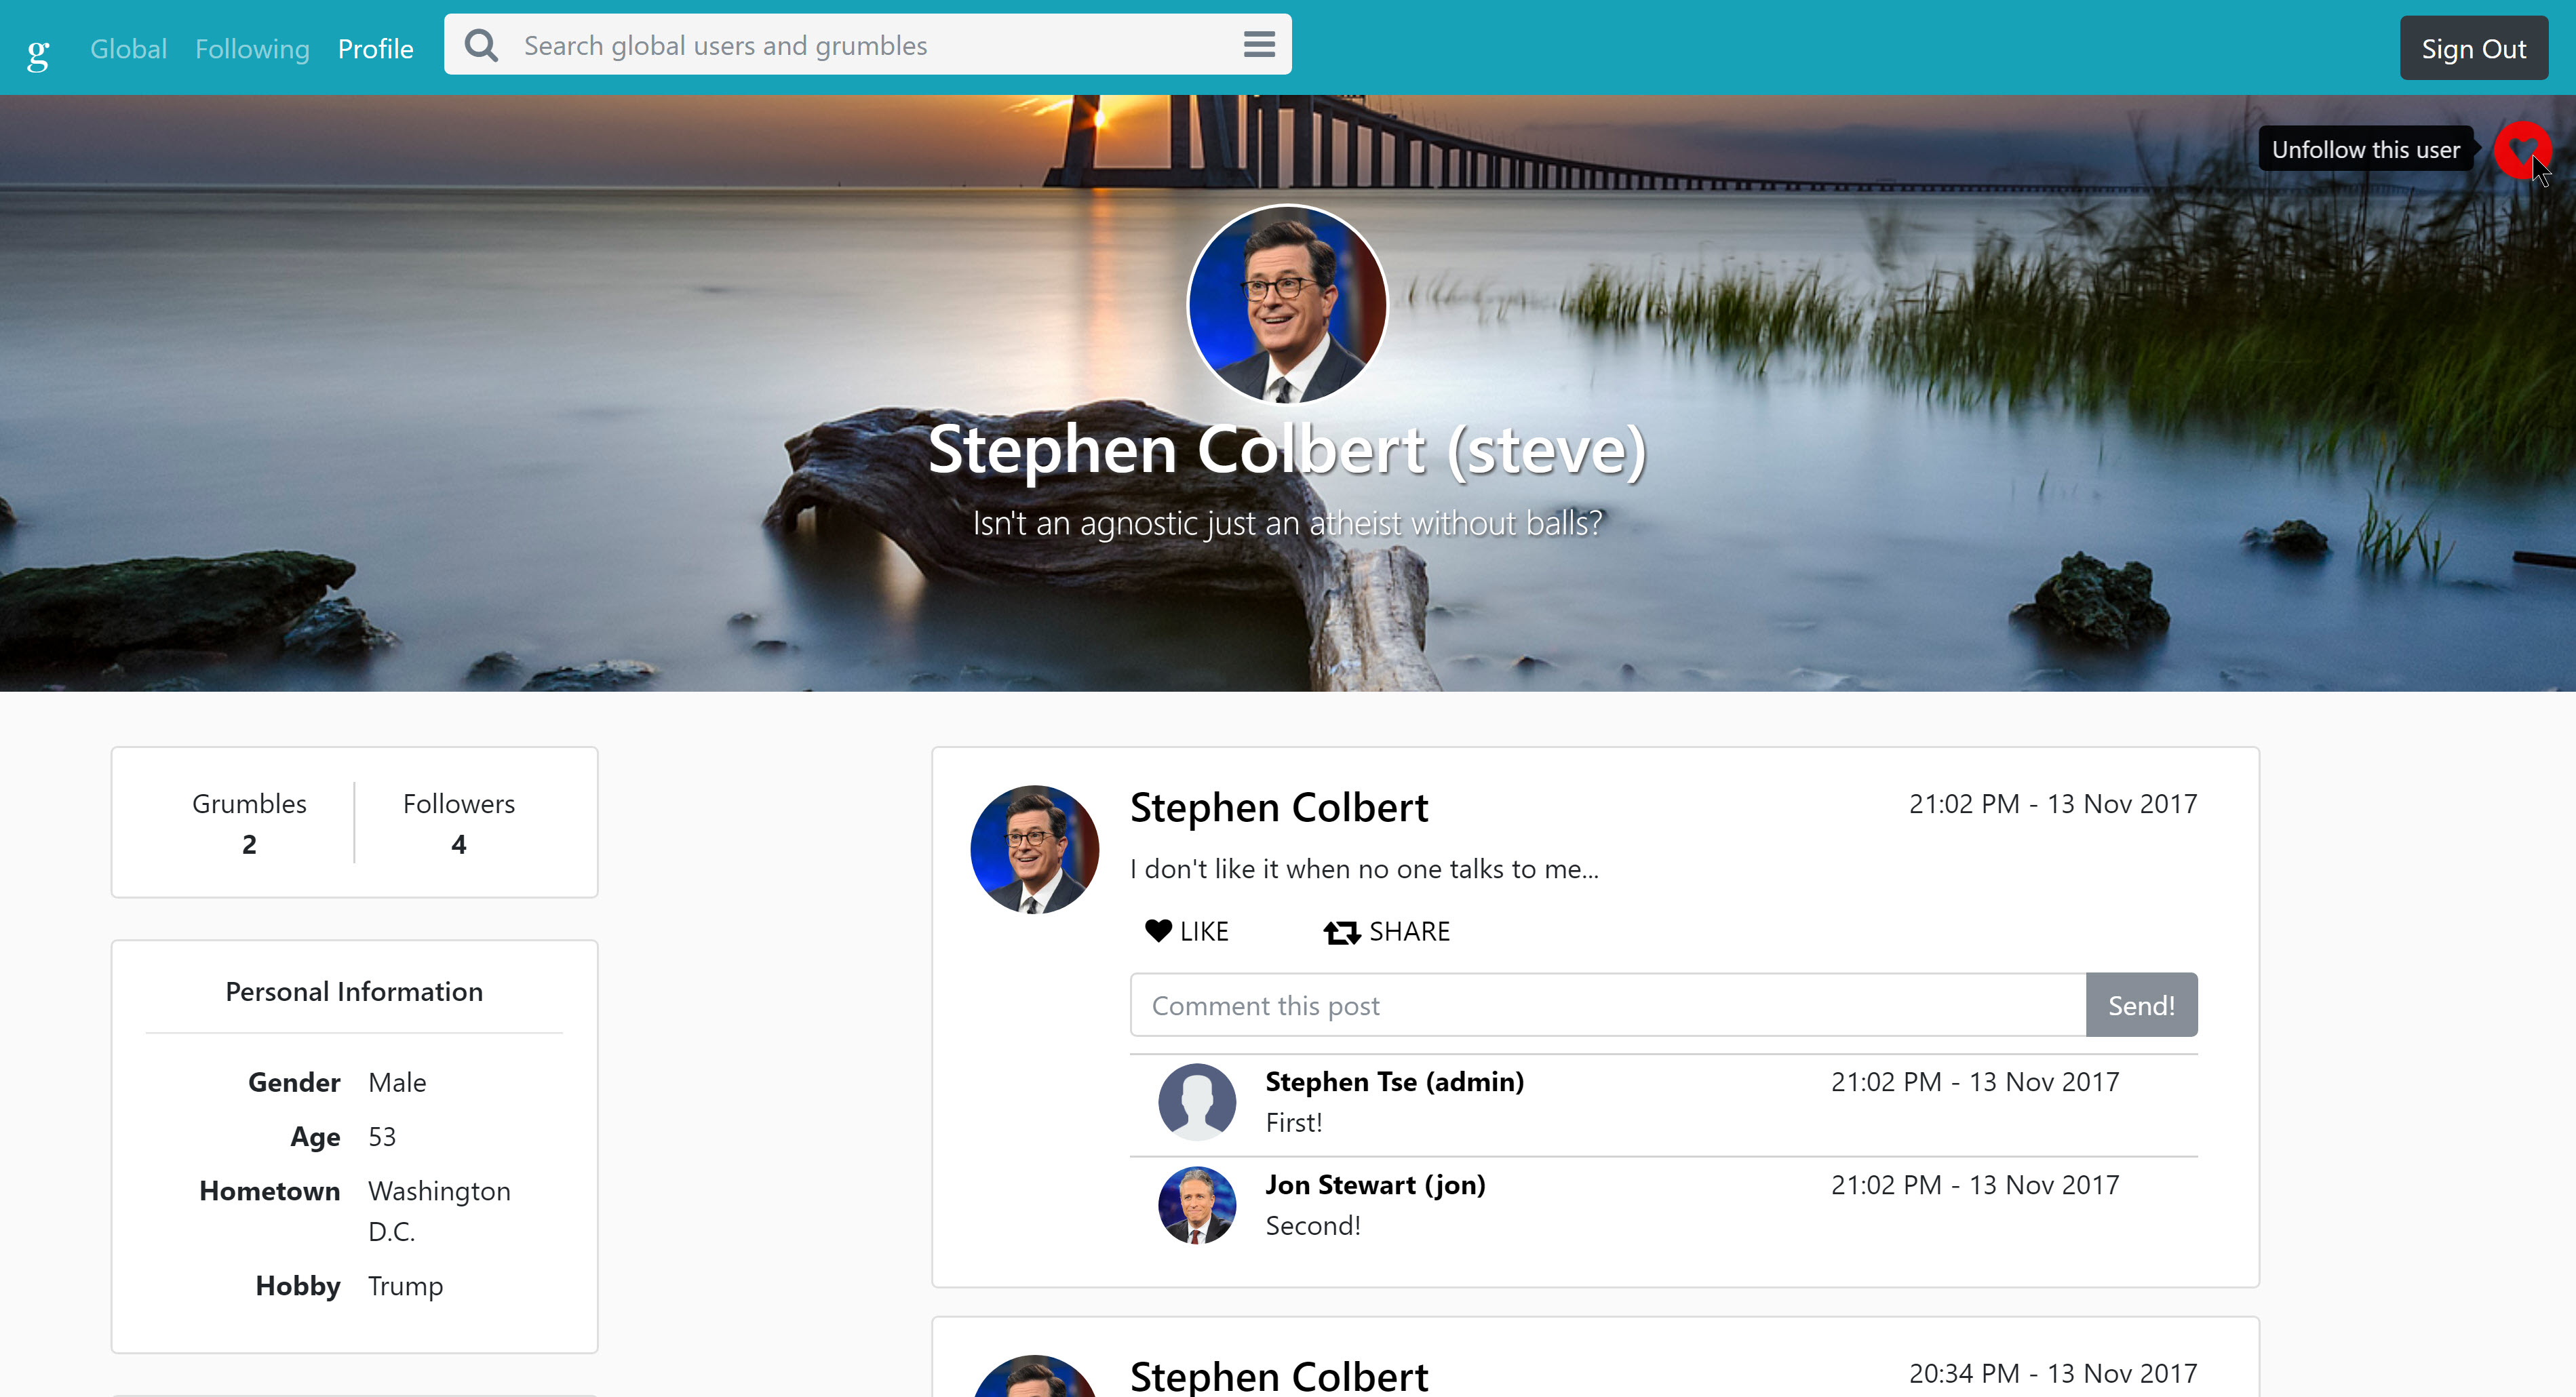 g Global Following Profile Search global users and grumbles Sign Out
Unfollow this user
Stephen Colbert (steve)
Isn't an agnostic just an atheist without balls?
Grumbles Followers
2 4
Personal Information
Gender Male
Age 53
Hometown Washington
D.C.
Hobby Trump
Stephen Colbert 21:02 PM - 13 Nov 2017
I don't like it when no one talks to me...
LIKE SHARE
Comment this post Send!
Stephen Tse (admin) 21:02 PM - 13 Nov 2017
First!
Jon Stewart (jon) 21:02 PM - 13 Nov 2017
Second!
Stephen Colbert 20:34 PM - 13 Nov 2017